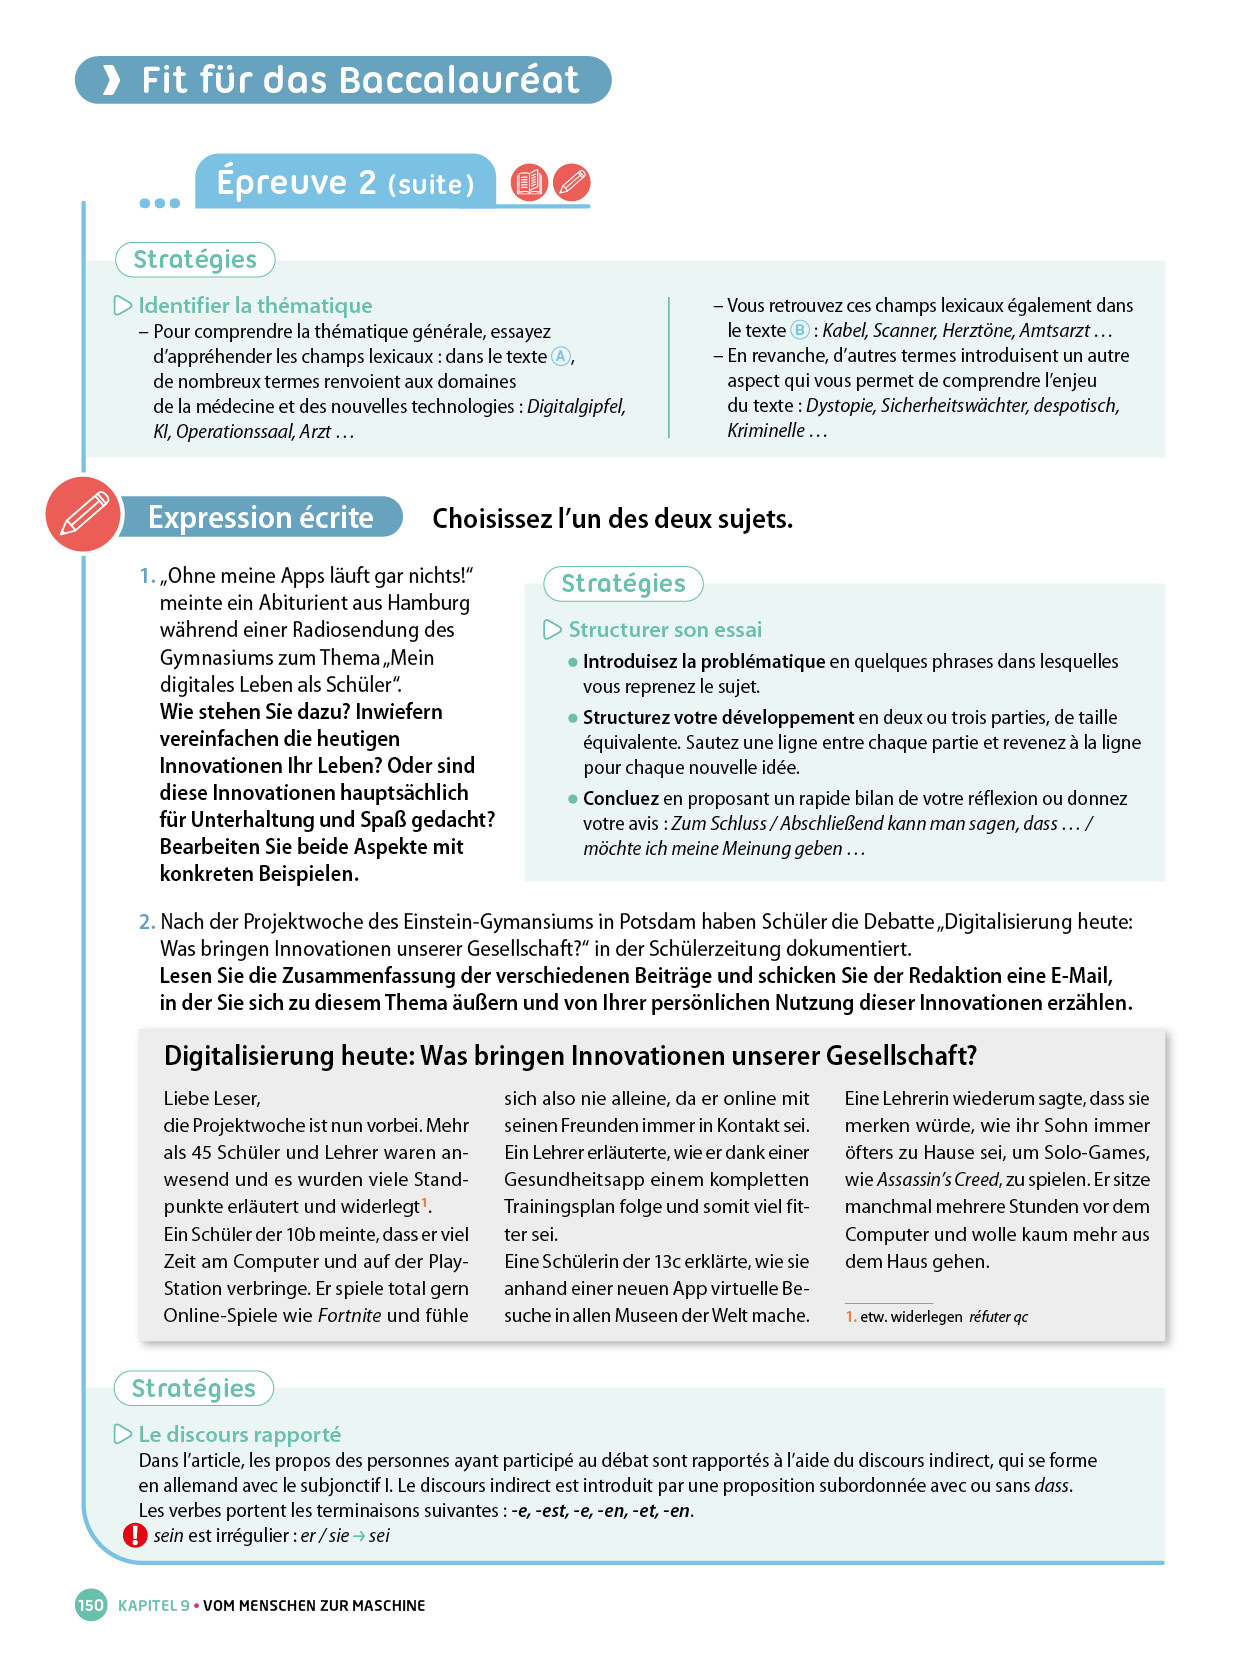 Fit für das Baccalauréat
... Épreuve 2 (suite)
Stratégies
Identifier la thématique
– Pour comprendre la thématique générale, essayez
d’appréhender les champs lexicaux : dans le texte A,
de nombreux termes renvoient aux domaines
de la médecine et des nouvelles technologies : Digitalgipfel,
KI, Operationssaal, Arzt …
– Vous retrouvez ces champs lexicaux également dans
le texte B : Kabel, Scanner, Herztöne, Amtsarzt …
– En revanche, d’autres termes introduisent un autre
aspect qui vous permet de comprendre l’enjeu
du texte : Dystopie, Sicherheitswächter, despotisch,
Kriminelle …
Expression écrite
Choisissez l’un des deux sujets.
1. „Ohne meine Apps läuft gar nichts!“
meinte ein Abiturient aus Hamburg
während einer Radiosendung des
Gymnasiums zum Thema „Mein
digitales Leben als Schüler“.
Wie stehen Sie dazu? Inwiefern
vereinfachen die heutigen
Innovationen Ihr Leben? Oder sind
diese Innovationen hauptsächlich
für Unterhaltung und Spaß gedacht?
Bearbeiten Sie beide Aspekte mit
konkreten Beispielen.
Stratégies
Structurer son essai
• Introduisez la problématique en quelques phrases dans lesquelles
vous reprenez le sujet.
• Structurez votre développement en deux ou trois parties, de taille
équivalente. Sautez une ligne entre chaque partie et revenez à la ligne
pour chaque nouvelle idée.
• Concluez en proposant un rapide bilan de votre réflexion ou donnez
votre avis : Zum Schluss / Abschließend kann man sagen, dass … /
möchte ich meine Meinung geben …
2. Nach der Projektwoche des Einstein-Gymansiums in Potsdam haben Schüler die Debatte „Digitalisierung heute:
Was bringen Innovationen unserer Gesellschaft?“ in der Schülerzeitung dokumentiert.
Lesen Sie die Zusammenfassung der verschiedenen Beiträge und schicken Sie der Redaktion eine E-Mail,
in der Sie sich zu diesem Thema äußern und von Ihrer persönlichen Nutzung dieser Innovationen erzählen.
Digitalisierung heute: Was bringen Innovationen unserer Gesellschaft?
Liebe Leser,
die Projektwoche ist nun vorbei. Mehr
als 45 Schüler und Lehrer waren an-
wesend und es wurden viele Stand-
punkte erläutert und widerlegt1.
Ein Schüler der 10b meinte, dass er viel
Zeit am Computer und auf der Play-
Station verbringe. Er spiele total gern
Online-Spiele wie Fortnite und fühle
sich also nie alleine, da er online mit
seinen Freunden immer in Kontakt sei.
Ein Lehrer erläuterte, wie er dank einer
Gesundheitsapp einem kompletten
Trainingsplan folge und somit viel fit-
ter sei.
Eine Schülerin der 13c erklärte, wie sie
anhand einer neuen App virtuelle Be-
suche in allen Museen der Welt mache.
Eine Lehrerin wiederum sagte, dass sie
merken würde, wie ihr Sohn immer
öfters zu Hause sei, um Solo-Games,
wie Assassin’s Creed, zu spielen. Er sitze
manchmal mehrere Stunden vor dem
Computer und wolle kaum mehr aus
dem Haus gehen.
1. etw. widerlegen réfuter qc
Stratégies
Le discours rapporté
Dans l’article, les propos des personnes ayant participé au débat sont rapportés à l’aide du discours indirect, qui se forme
en allemand avec le subjonctif I. Le discours indirect est introduit par une proposition subordonnée avec ou sans dass.
Les verbes portent les terminaisons suivantes : -e, -est, -e, -en, -et, -en.
! sein est irrégulier : er / sie → sei
150 KAPITEL 9 • VOM MENSCHEN ZUR MASCHINE